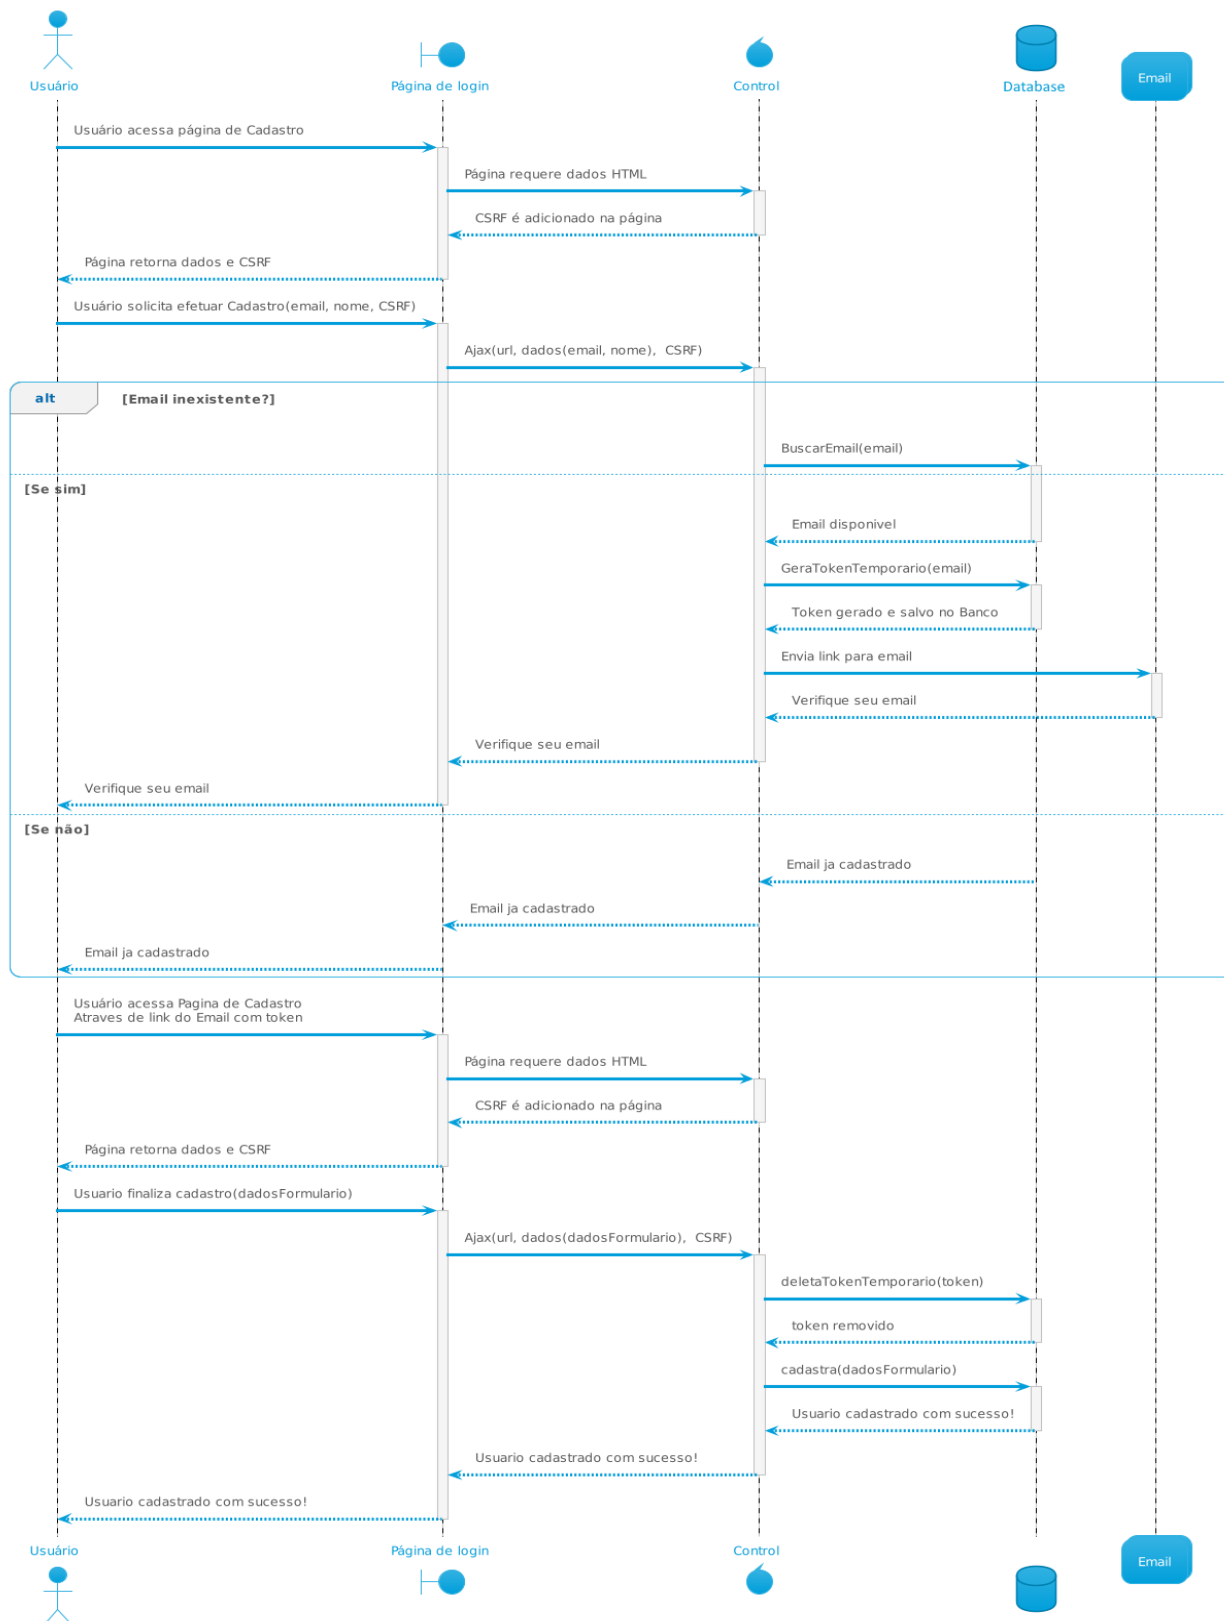 Usuário
Página de login
Control
Database
Email
Usuário acessa página de Cadastro
Página requere dados HTML
CSRF é adicionado na página
Página retorna dados e CSRF
Usuário solicita efetuar Cadastro(email, nome, CSRF)
Ajax(url, dados(email, nome),  CSRF)
alt
[Email inexistente?]
BuscarEmail(email)
[Se sim]
Email disponivel
GeraTokenTemporario(email)
Token gerado e salvo no Banco
Envia link para email
Verifique seu email
Verifique seu email
Verifique seu email
[Se não]
Email ja cadastrado
Email ja cadastrado
Email ja cadastrado
Usuário acessa Pagina de Cadastro
Atraves de link do Email com token
Página requere dados HTML
CSRF é adicionado na página
Página retorna dados e CSRF
Usuario finaliza cadastro(dadosFormulario)
Ajax(url, dados(dadosFormulario),  CSRF)
deletaTokenTemporario(token)
token removido
cadastra(dadosFormulario)
Usuario cadastrado com sucesso!
Usuario cadastrado com sucesso!
Usuario cadastrado com sucesso!
Usuário
Página de login
Control
Email